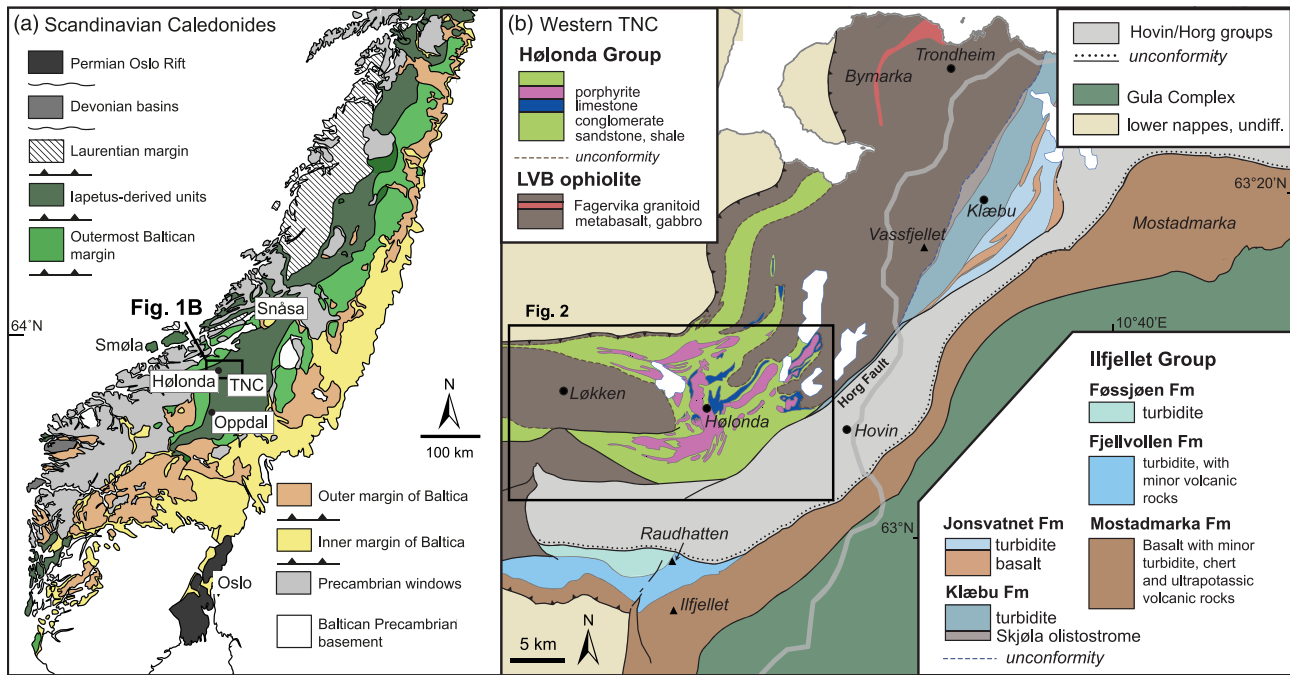 (a) Scandinavian Caledonides
Permian Oslo Rift
Devonian basins
Laurentian margin
Iapetus-derived units
Outermost Baltican
margin
Fig. 1B
64°N
Snåsa
Smøla
Hølonda
TNC
Oppdal
N
100 km
Outer margin of Baltica
Inner margin of Baltica
Precambrian windows
Baltican Precambrian
basement
Oslo
(b) Western TNC
Hølonda Group
porphyrite
limestone
conglomerate
sandstone, shale
unconformity
LVB ophiolite
Fagervika granitoid
metabasalt, gabbro
Hovin/Horg groups
unconformity
Gula Complex
lower nappes, undiff.
Trondheim
Bymarka
63°20'N
Klæbu
Mostadmarka
Vassfjellet
Fig. 2
10°40'E
Løkken
Hølonda
Horg Fault
Hovin
63°N
Raudhatten
Ilfjellet
N
5 km
Ilfjellet Group
Føssjøen Fm
turbidite
Fjellvollen Fm
turbidite, with
minor volcanic
rocks
Jonsvatnet Fm
turbidite
basalt
Klæbu Fm
turbidite
Skjøla olistostrome
unconformity
Mostadmarka Fm
Basalt with minor
turbidite, chert
and ultrapotassic
volcanic rocks